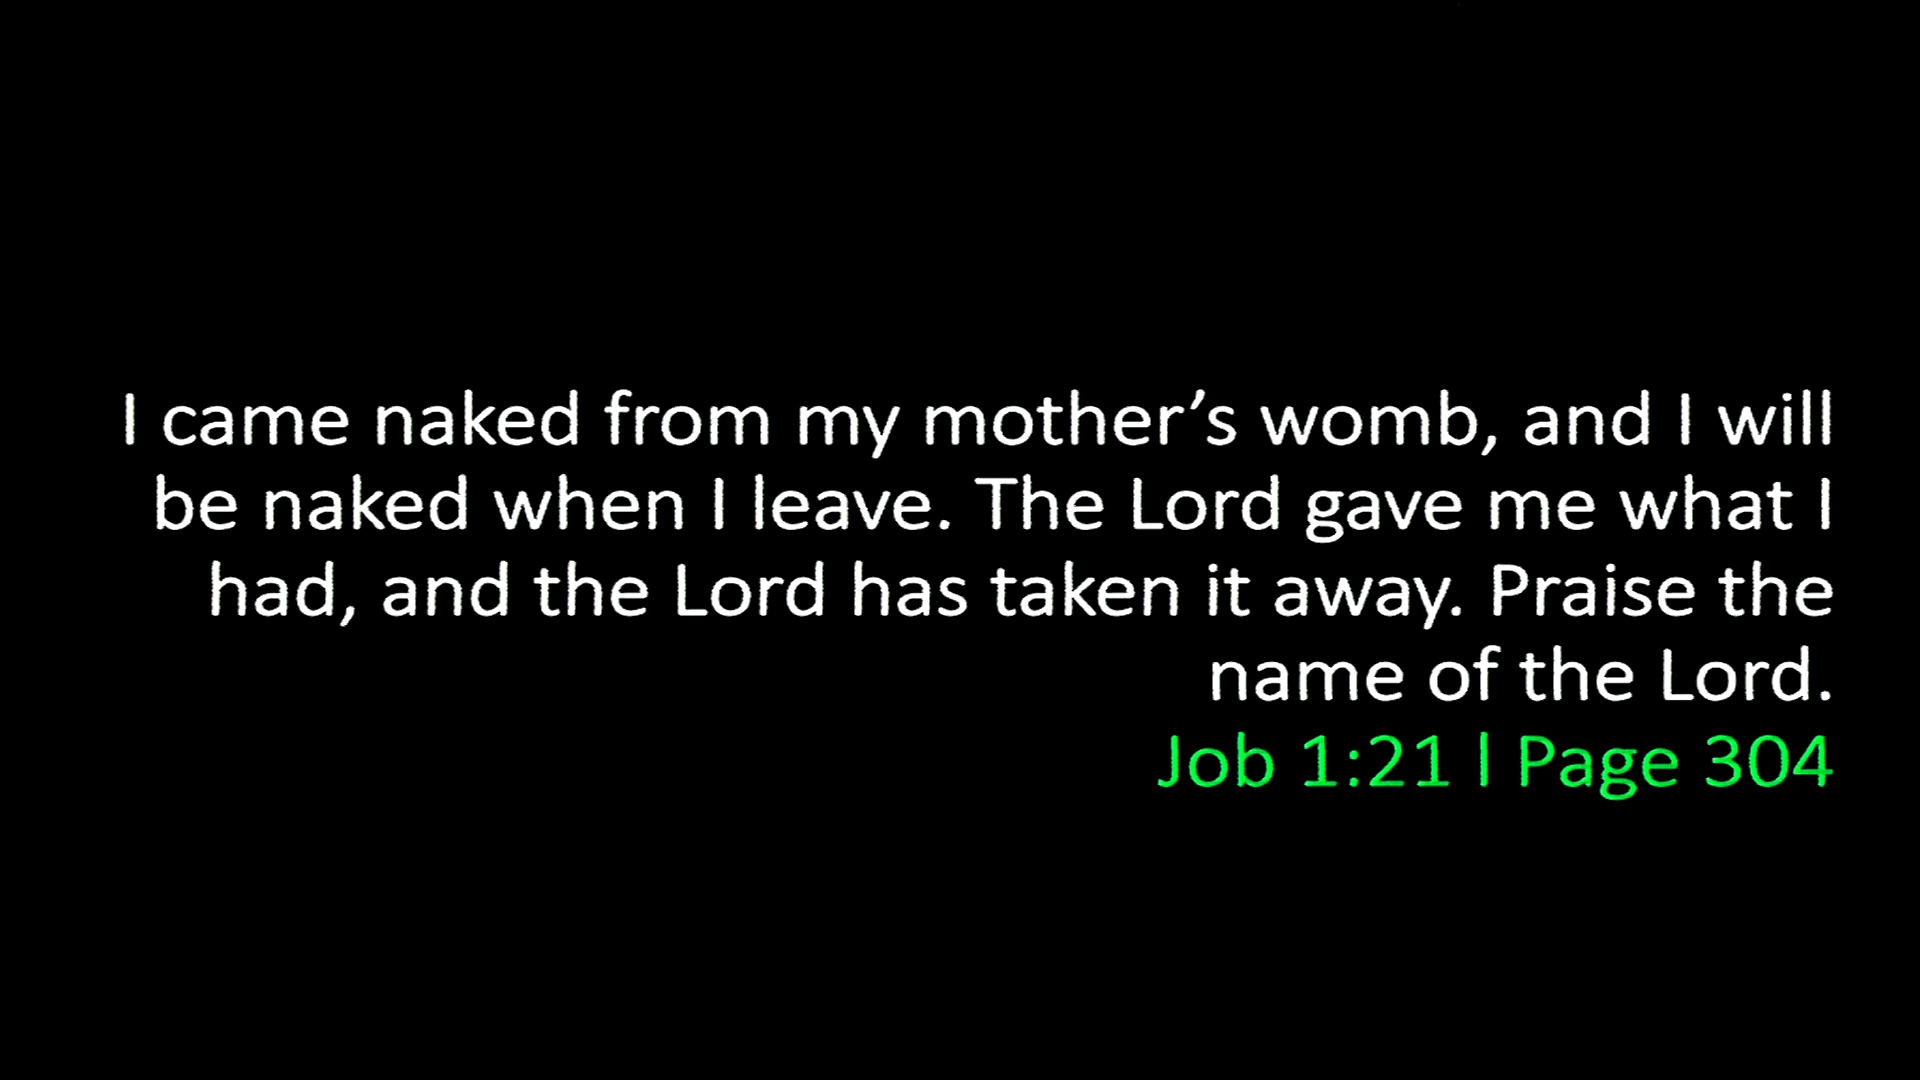 I came naked from my mother’s womb, and I will
be naked when I leave. The Lord gave me what I
had, and the Lord has taken it away. Praise the
name of the Lord.
Job 1:21 l Page 304